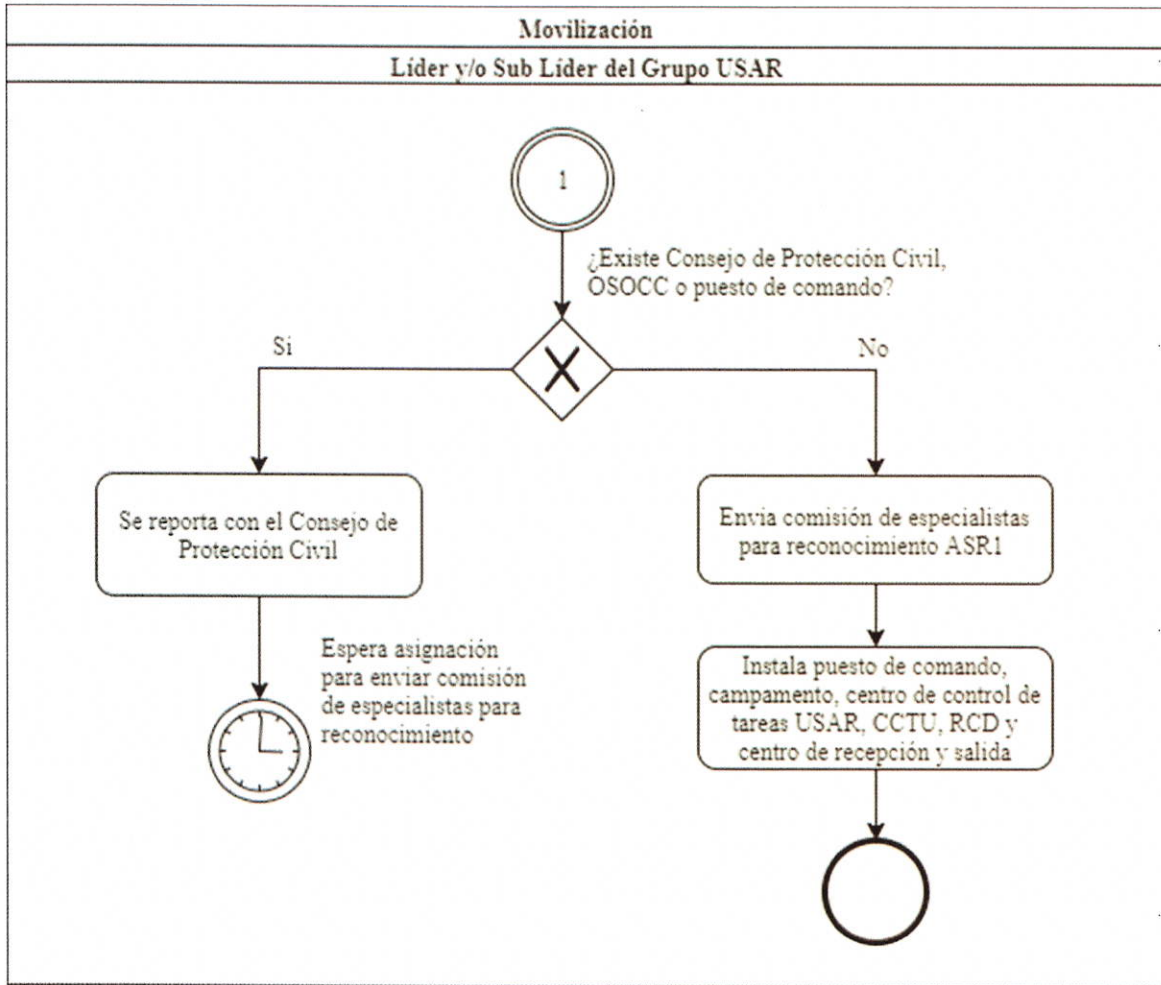 Movilización
Líder y/o Sub Líder del Grupo USAR
1
¿Existe Consejo de Protección Civil,
OSOCC o puesto de comando?
Si
No
Se reporta con el Consejo de
Protección Civil
Envia comisión de especialistas
para reconocimiento ASR1
Espera asignación
para enviar comisión
de especialistas para
reconocimiento
Instala puesto de comando,
campamento, centro de control de
tareas USAR, CCTU, RCD y
centro de recepción y salida